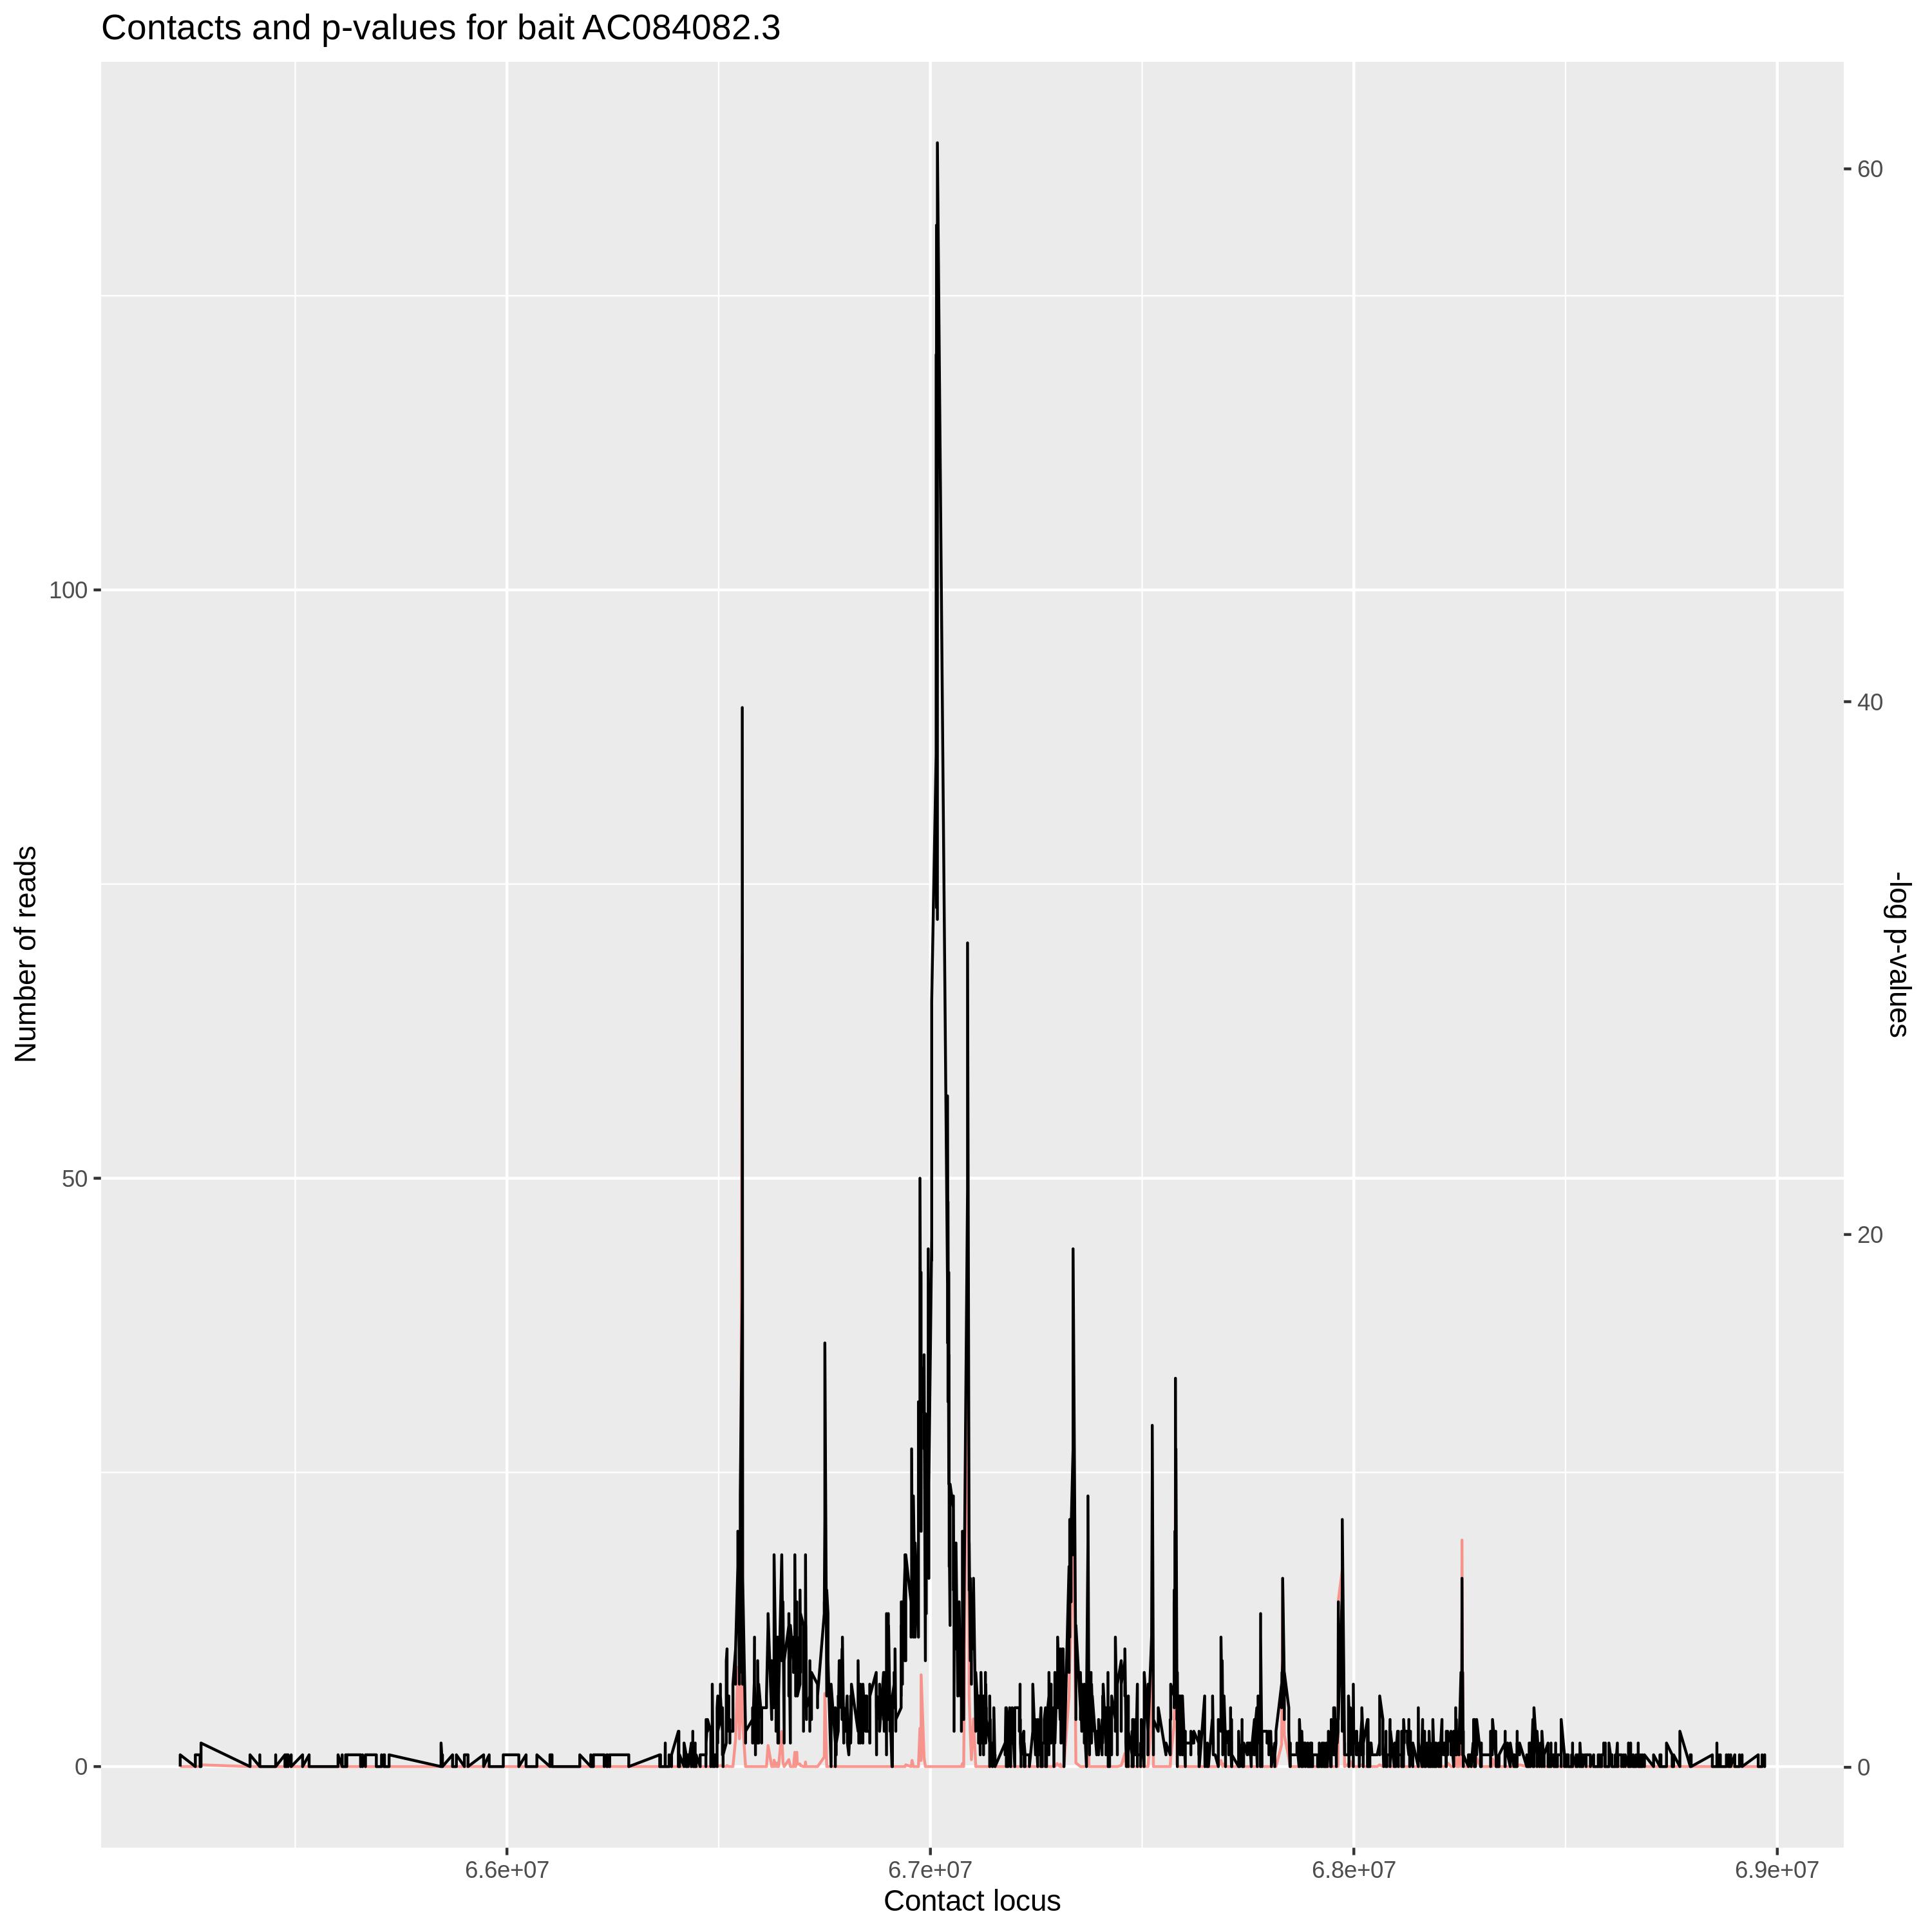 Contacts and p-values for bait AC084082.3
Number of reads
100
50
0
60
40
20
0
-log p-values
6.6e+07
6.7e+07
6.8e+07
6.9e+07
Contact locus